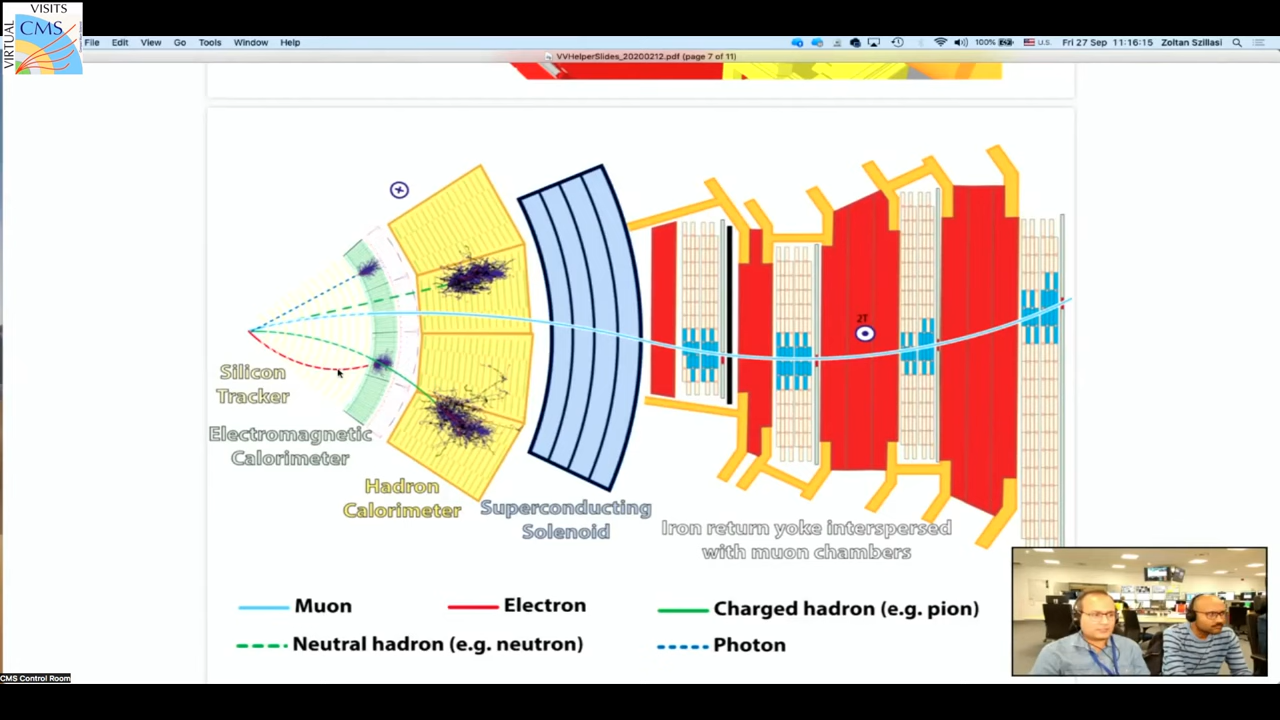 VISITS
VIRTUAL
CMS
File Edit View Go Tools Window Help
100% U.S. Fri 27 Sep 11:16:15 Zoltan Szillasi
VVHelperSlides_20200212.pdf (page 7 of 11)
2T
Silicon
Tracker
Electromagnetic
Calorimeter
Hadron
Calorimeter
Superconducting
Solenoid
Iron return yoke interspersed
with muon chambers
Muon
Electron
Charged hadron (e.g. pion)
Neutral hadron (e.g. neutron)
Photon
CMS Control Room